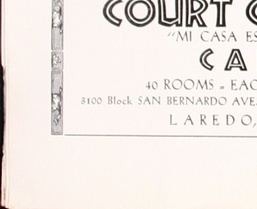 COURT
"MI CASA ES
CA
40 ROOMS - EAC
3100 Block SAN BERNARDO AVE
LAREDO,